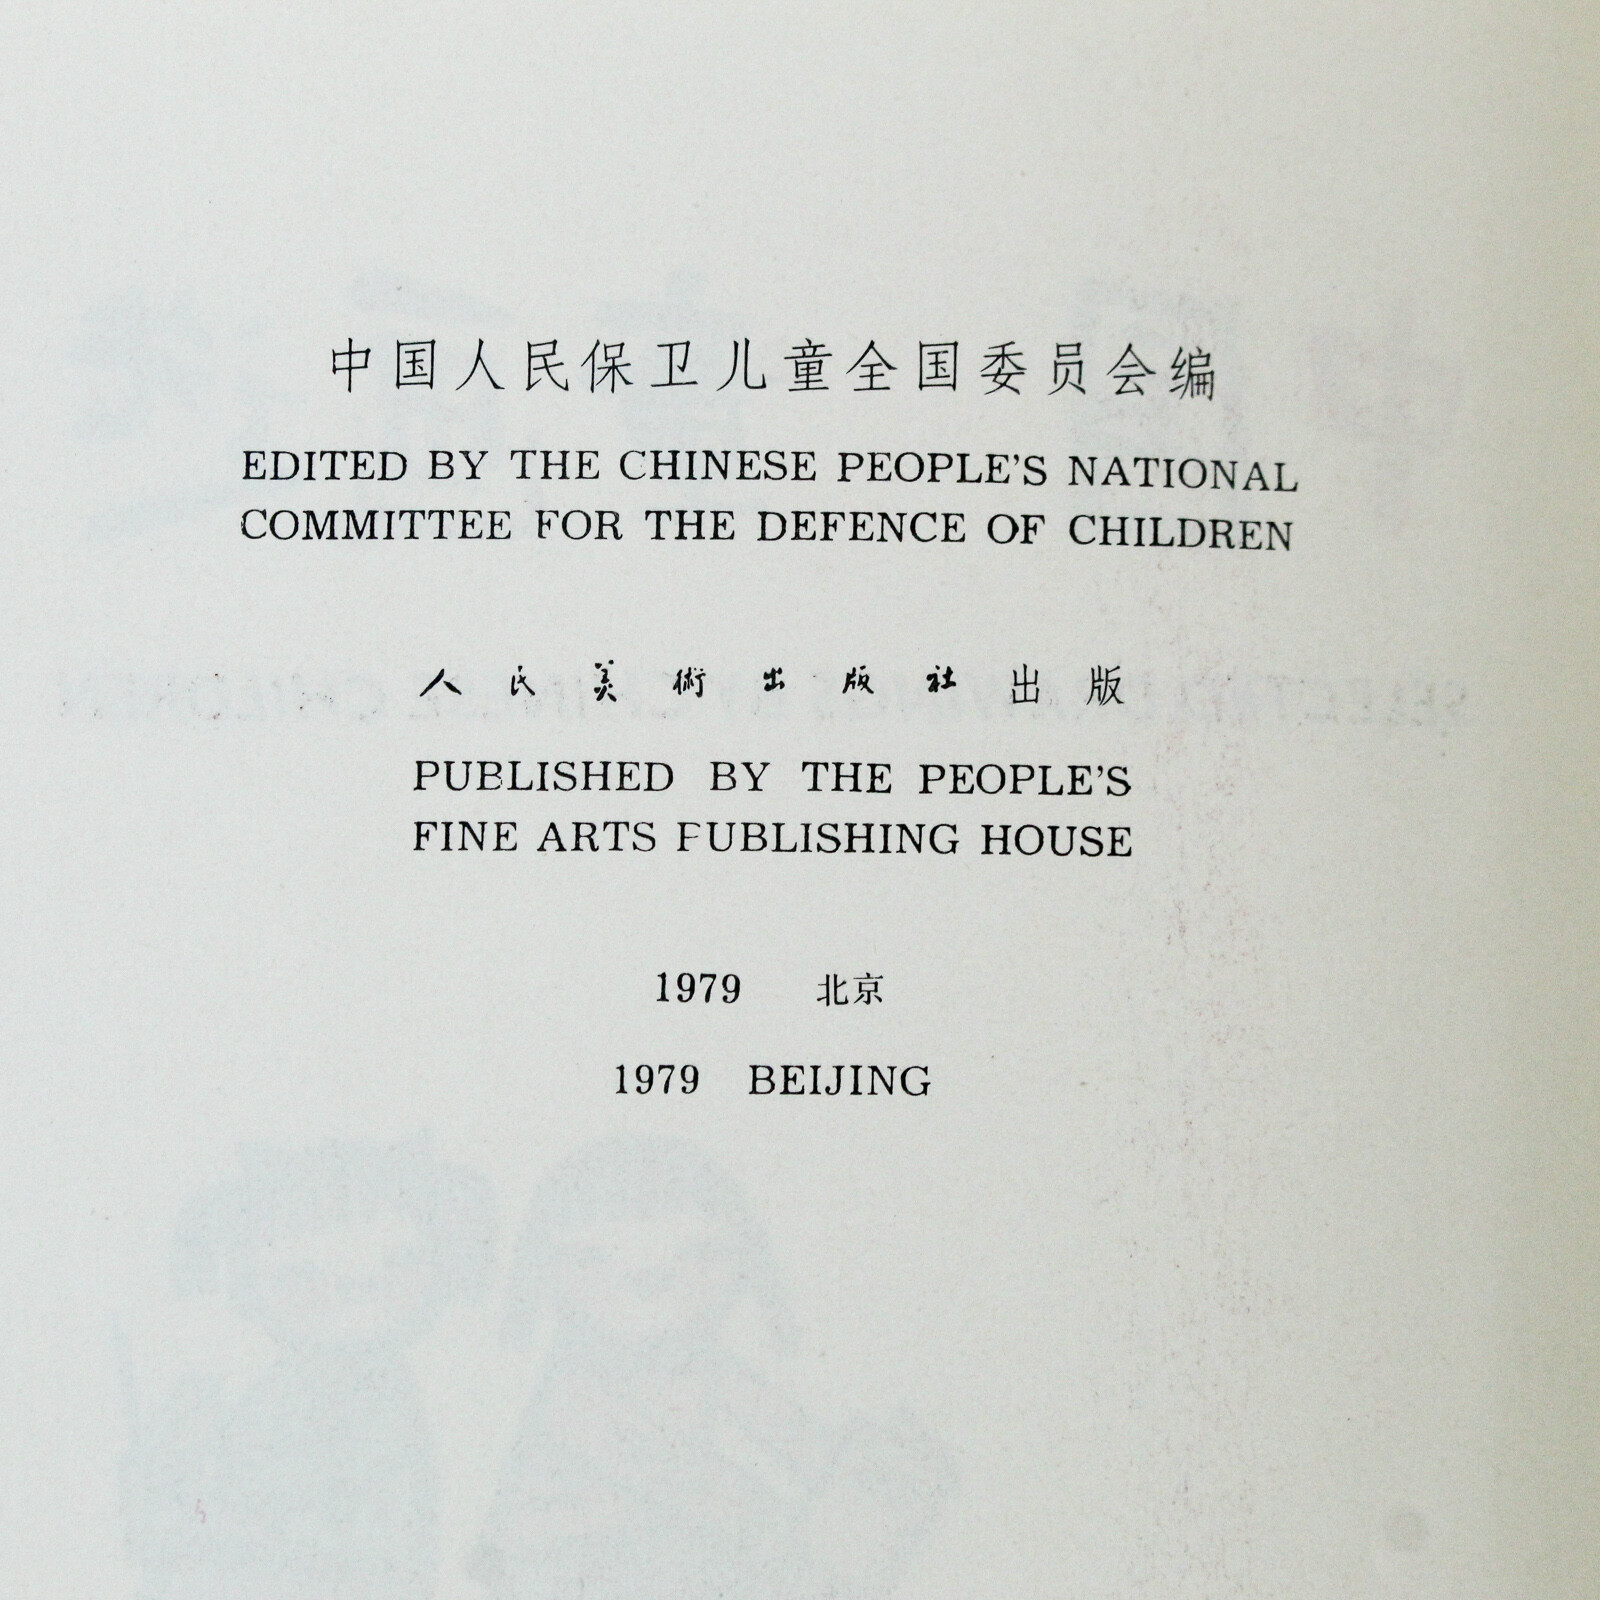 中国人民保卫儿童全国委员会编
EDITED BY THE CHINESE PEOPLE'S NATIONAL
COMMITTEE FOR THE DEFENCE OF CHILDREN
人民美術出版社出版
PUBLISHED BY THE PEOPLE'S
FINE ARTS PUBLISHING HOUSE
1979 北京
1979 BEIJING